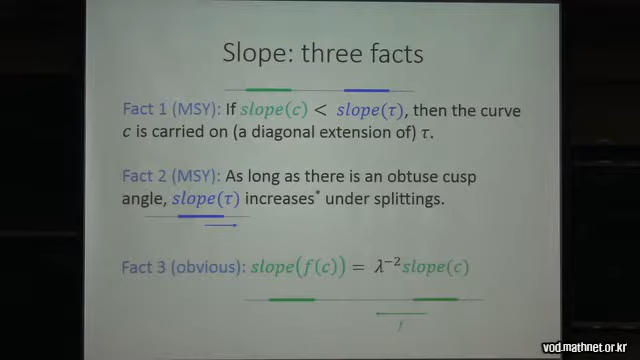 Slope: three facts
Fact 1 (MSY): If slope(c) < slope(τ), then the curve
c is carried on (a diagonal extension of) τ.
Fact 2 (MSY): As long as there is an obtuse cusp
angle, slope(τ) increases* under splittings.
Fact 3 (obvious): slope(f(c)) = λ⁻²slope(c)
f
vod.mathnet.or.kr